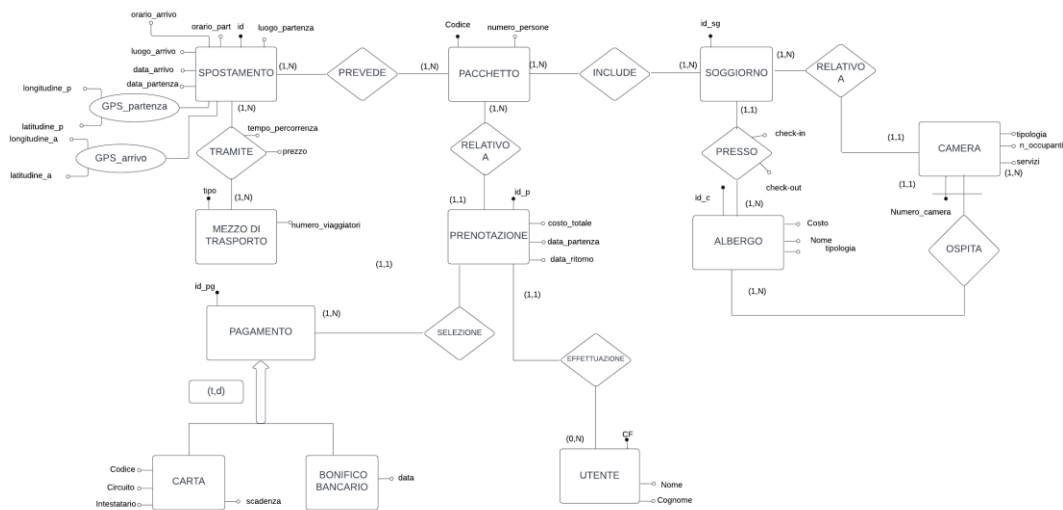 orario_arrivo
orario_part
id
luogo_partenza
luogo_arrivo
data_arrivo
data_partenza
SPOSTAMENTO
(1,N)
PREVEDE
(1,N)
Codice
numero_persone
PACCHETTO
(1,N)
INCLUDE
(1,N)
id_sg
SOGGIORNO
(1,N)
RELATIVO
A
longitudine_p
GPS_partenza
latitudine_p
longitudine_a
GPS_arrivo
latitudine_a
(1,N)
tempo_percorrenza
TRAMITE
prezzo
(1,N)
tipo
MEZZO DI
TRASPORTO
numero_viaggiatori
(1,N)
RELATIVO
A
(1,1)
id_p
PRENOTAZIONE
costo_totale
data_partenza
data_ritorno
(1,1)
(1,1)
(1,1)
check-in
PRESSO
check-out
(1,N)
id_c
ALBERGO
Costo
Nome
tipologia
(1,N)
(1,1)
CAMERA
tipologia
n_occupanti
servizi
(1,N)
(1,1)
Numero_camera
OSPITA
id_pg
PAGAMENTO
(1,N)
SELEZIONE
(t,d)
EFFETTUAZIONE
(0,N)
CF
UTENTE
Nome
Cognome
Codice
Circuito
Intestatario
CARTA
scadenza
BONIFICO
BANCARIO
data